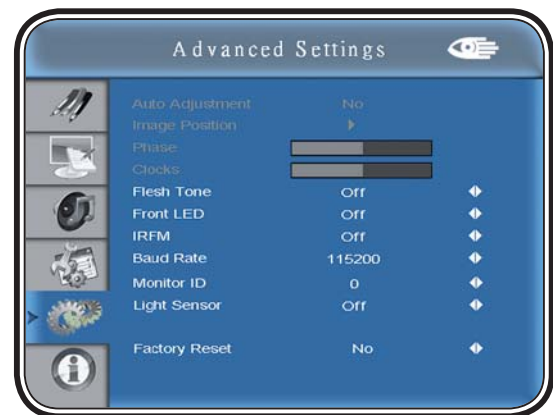 Advanced Settings
Auto Adjustment No
Image Position
Phase
Clocks
Flesh Tone Off
Front LED Off
IRFM Off
Baud Rate 115200
Monitor ID 0
Light Sensor Off
Factory Reset No